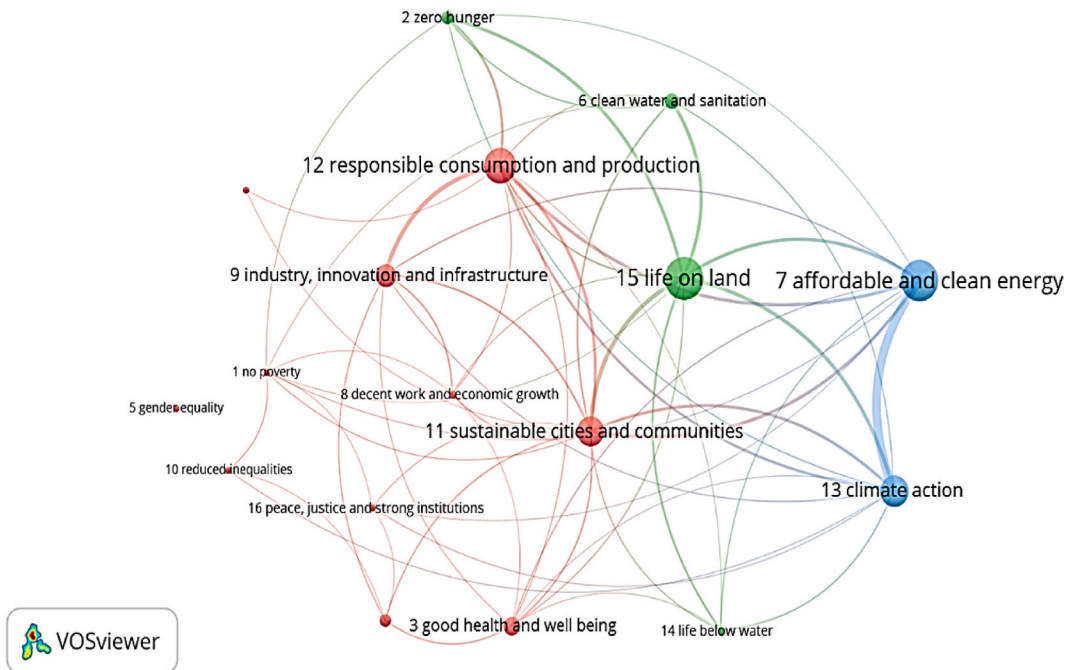 2 zero hunger
6 clean water and sanitation
12 responsible consumption and production
9 industry, innovation and infrastructure
15 life on land
7 affordable and clean energy
1 no poverty
8 decent work and economic growth
5 gender equality
11 sustainable cities and communities
10 reduced inequalities
13 climate action
16 peace, justice and strong institutions
3 good health and well being
14 life below water
VOSviewer